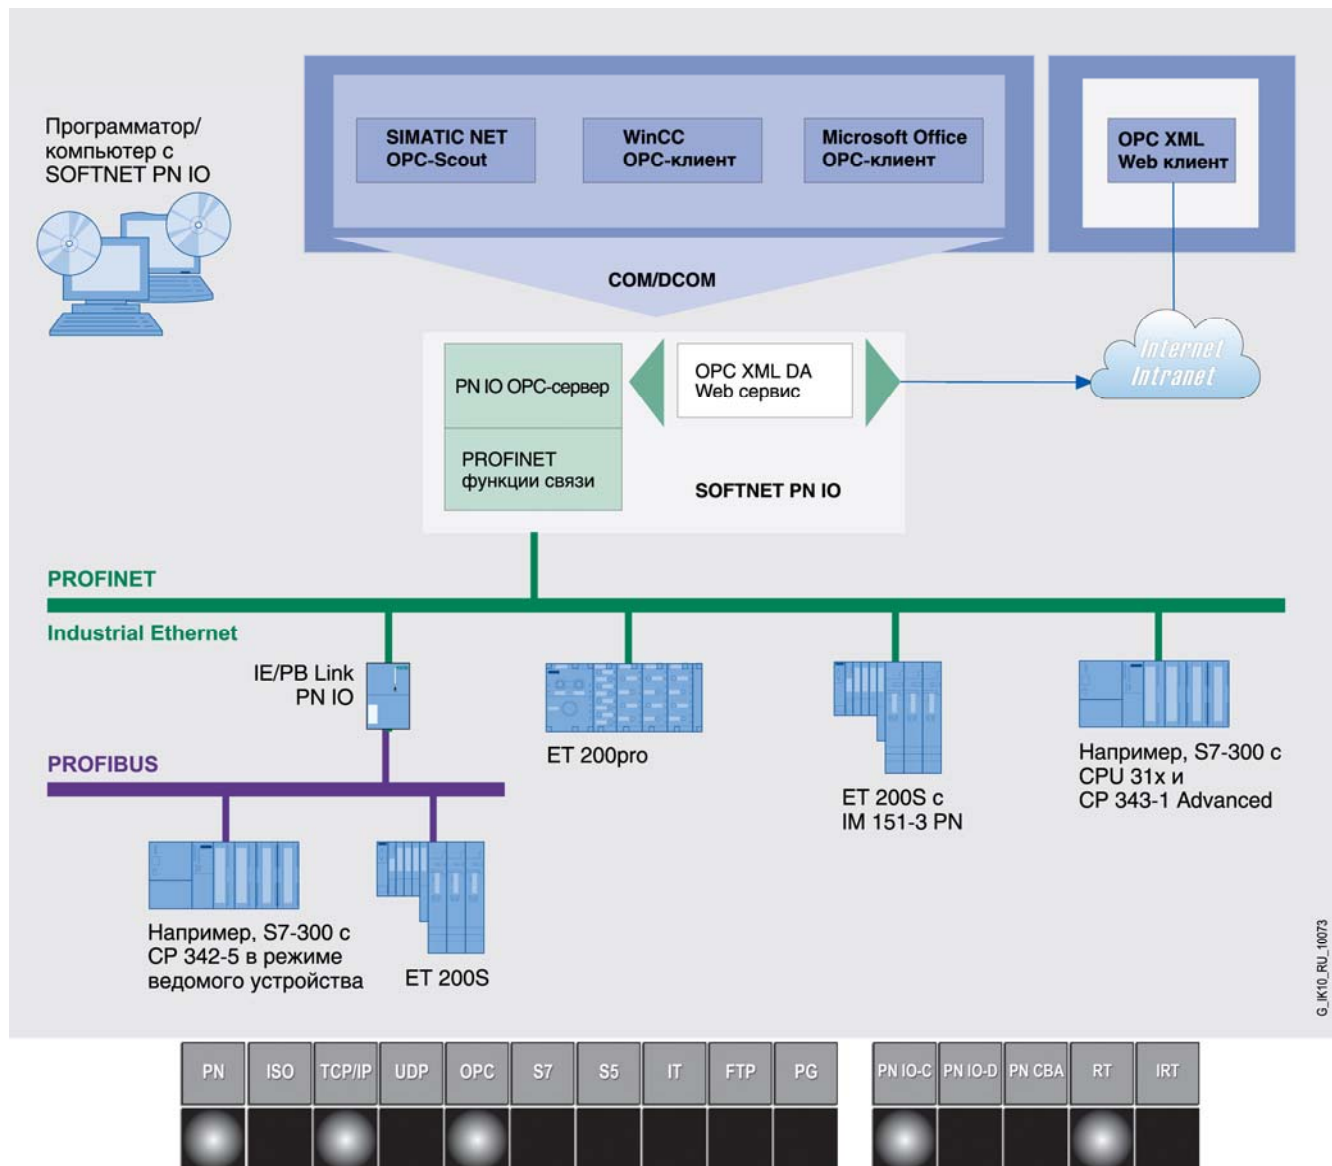 Программатор/
компьютер с
SOFTNET PN IO
SIMATIC NET
OPC-Scout
WinCC
OPC-клиент
Microsoft Office
OPC-клиент
OPC XML
Web клиент
COM/DCOM
Internet
Intranet
PN IO OPC-сервер
OPC XML DA
Web сервис
PROFINET
функции связи
SOFTNET PN IO
PROFINET
Industrial Ethernet
IE/PB Link
PN IO
ET 200pro
ET 200S с
IM 151-3 PN
Например, S7-300 с
CPU 31x и
CP 343-1 Advanced
PROFIBUS
Например, S7-300 с
CP 342-5 в режиме
ведомого устройства
ET 200S
G_IK10_RU_10073
PN ISO TCP/IP UDP OPC S7 S5 IT FTP PG PN IO-C PN IO-D PN CBA RT IRT